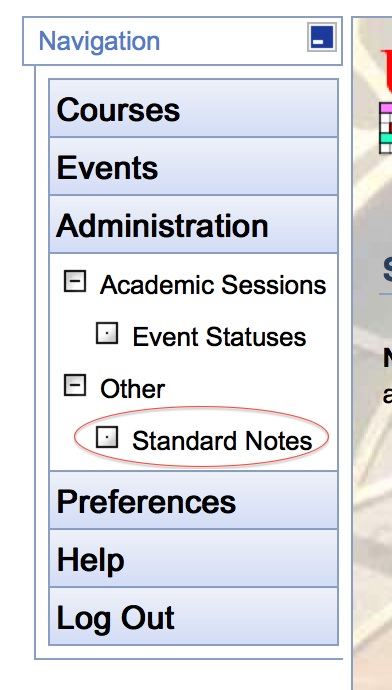 Navigation
Courses
Events
Administration
Academic Sessions
Event Statuses
Other
Standard Notes
Preferences
Help
Log Out